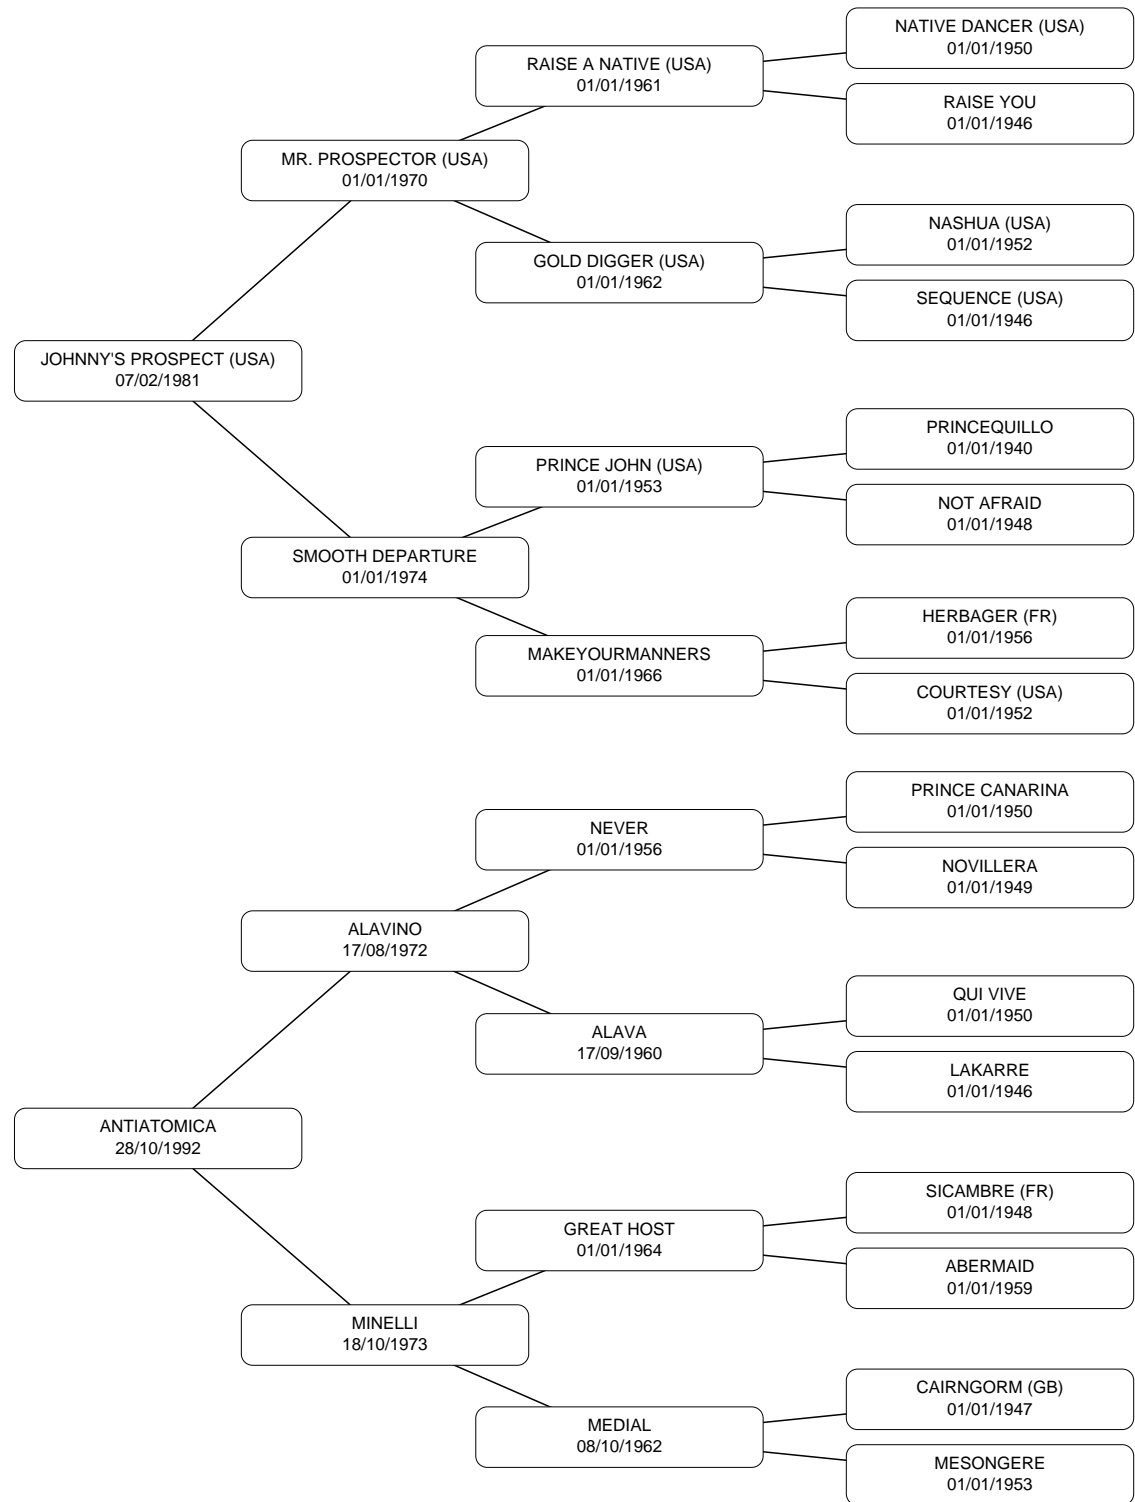 NATIVE DANCER (USA)
01/01/1950
RAISE A NATIVE (USA)
01/01/1961
RAISE YOU
01/01/1946
MR. PROSPECTOR (USA)
01/01/1970
NASHUA (USA)
01/01/1952
GOLD DIGGER (USA)
01/01/1962
SEQUENCE (USA)
01/01/1946
JOHNNY'S PROSPECT (USA)
07/02/1981
PRINCEQUILLO
01/01/1940
PRINCE JOHN (USA)
01/01/1953
NOT AFRAID
01/01/1948
SMOOTH DEPARTURE
01/01/1974
HERBAGER (FR)
01/01/1956
MAKEYOURMANNERS
01/01/1966
COURTESY (USA)
01/01/1952
PRINCE CANARINA
01/01/1950
NEVER
01/01/1956
NOVILLERA
01/01/1949
ALAVINO
17/08/1972
QUI VIVE
01/01/1950
ALAVA
17/09/1960
LAKARRE
01/01/1946
ANTIATOMICA
28/10/1992
SICAMBRE (FR)
01/01/1948
GREAT HOST
01/01/1964
ABERMAID
01/01/1959
MINELLI
18/10/1973
CAIRNGORM (GB)
01/01/1947
MEDIAL
08/10/1962
MESONGERE
01/01/1953